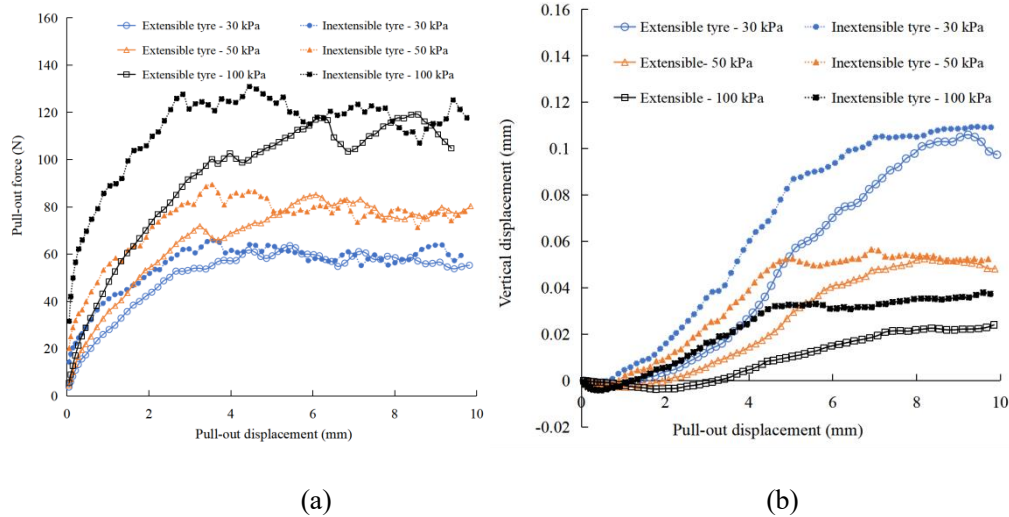 Extensible tyre - 30 kPa
Inextensible tyre - 30 kPa
Extensible tyre - 50 kPa
Inextensible tyre - 50 kPa
Extensible tyre - 100 kPa
Inextensible tyre - 100 kPa
160
140
120
100
80
60
40
20
0
Pull-out force (N)
0 2 4 6 8 10
Pull-out displacement (mm)
(a)
Extensible tyre - 30 kPa
Inextensible tyre - 30 kPa
Extensible- 50 kPa
Inextensible tyre - 50 kPa
Extensible - 100 kPa
Inextensible tyre - 100 kPa
0.16
0.14
0.12
0.1
0.08
0.06
0.04
0.02
0
-0.02
Vertical displacement (mm)
0 2 4 6 8 10
Pull-out displacement (mm)
(b)